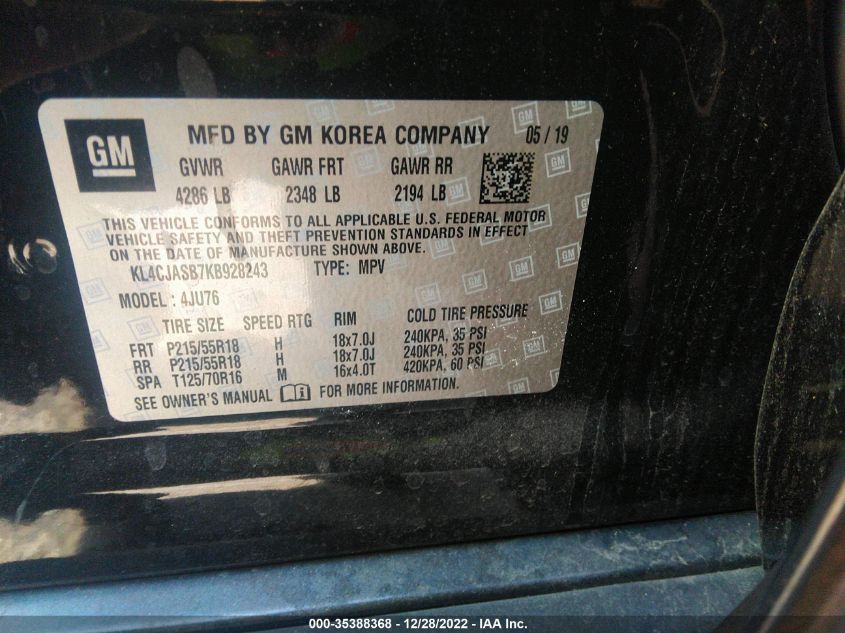 GM
MFD BY GM KOREA COMPANY 05 / 19
GVWR GAWR FRT GAWR RR
4286 LB 2348 LB 2194 LB
THIS VEHICLE CONFORMS TO ALL APPLICABLE U.S. FEDERAL MOTOR
VEHICLE SAFETY AND THEFT PREVENTION STANDARDS IN EFFECT
ON THE DATE OF MANUFACTURE SHOWN ABOVE.
KL4CJASB7KB928243 TYPE: MPV
MODEL : 4JU76
TIRE SIZE SPEED RTG RIM COLD TIRE PRESSURE
FRT P215/55R18 H 18x7.0J 240KPA, 35 PSI
RR P215/55R18 H 18x7.0J 240KPA, 35 PSI
SPA T125/70R16 M 16x4.0T 420KPA, 60 PSI
SEE OWNER'S MANUAL FOR MORE INFORMATION.
000-35388368 - 12/28/2022 - IAA Inc.